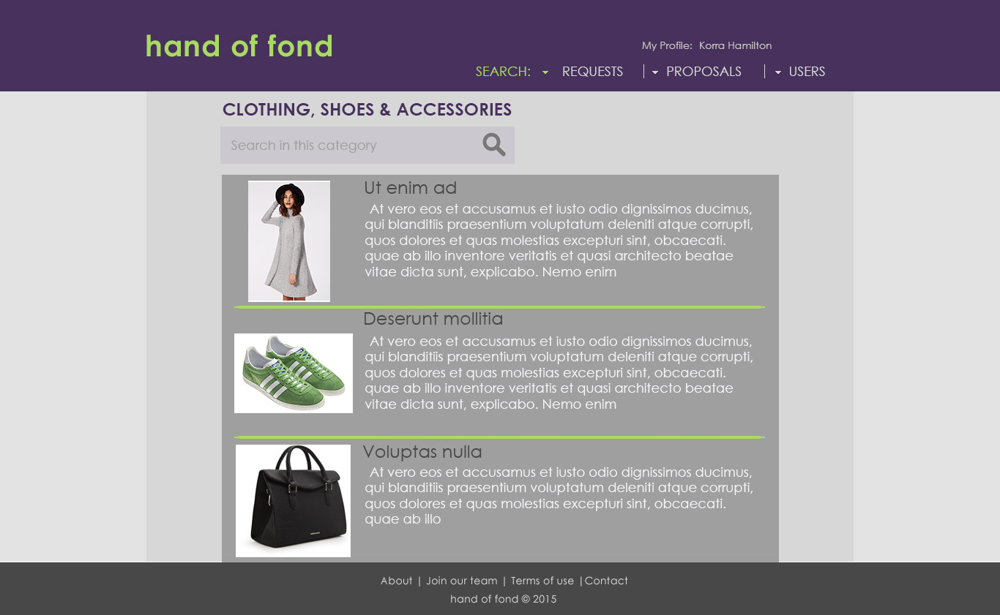 hand of fond
My Profile: Korra Hamilton
SEARCH: REQUESTS | PROPOSALS | USERS
CLOTHING, SHOES & ACCESSORIES
Search in this category
Ut enim ad
At vero eos et accusamus et iusto odio dignissimos ducimus,
qui blanditiis praesentium voluptatum deleniti atque corrupti,
quos dolores et quas molestias excepturi sint, obcaecati.
quae ab illo inventore veritatis et quasi architecto beatae
vitae dicta sunt, explicabo. Nemo enim
Deserunt mollitia
At vero eos et accusamus et iusto odio dignissimos ducimus,
qui blanditiis praesentium voluptatum deleniti atque corrupti,
quos dolores et quas molestias excepturi sint, obcaecati.
quae ab illo inventore veritatis et quasi architecto beatae
vitae dicta sunt, explicabo. Nemo enim
Voluptas nulla
At vero eos et accusamus et iusto odio dignissimos ducimus,
qui blanditiis praesentium voluptatum deleniti atque corrupti,
quos dolores et quas molestias excepturi sint, obcaecati.
quae ab illo
About | Join our team | Terms of use |Contact
hand of fond © 2015